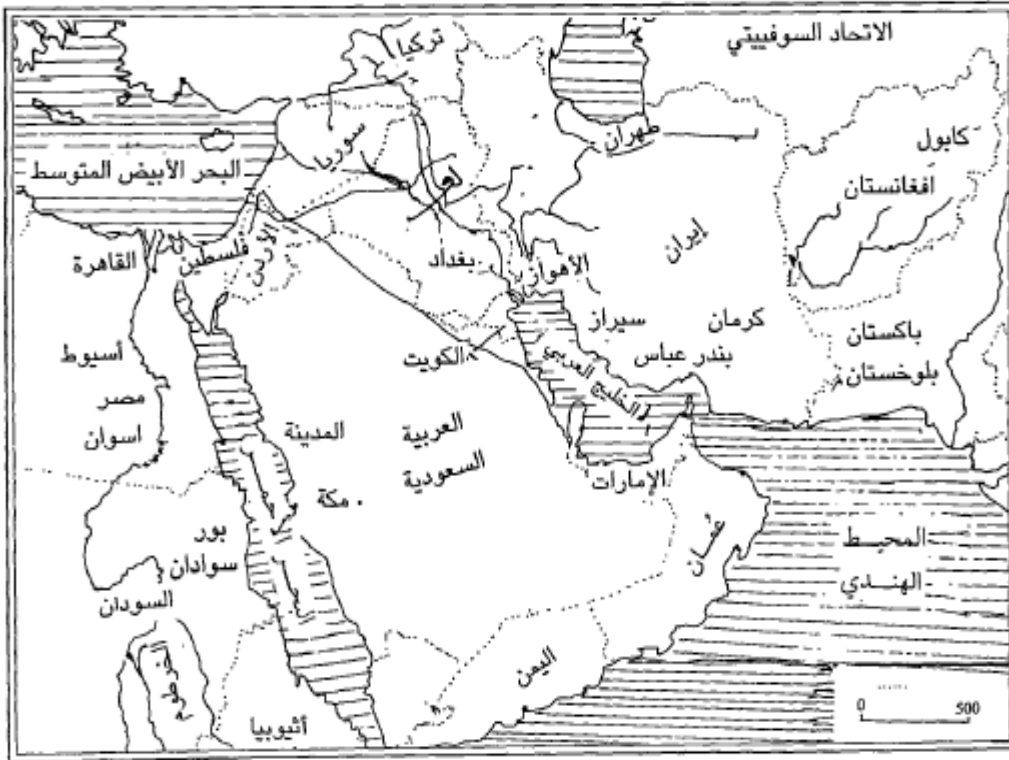 تركيا
الاتحاد السوفييتي
طهران
كابول
سوريا
البحر الأبيض المتوسط
افغانستان
إيران
فلسطين
الأردن
القاهرة
بغداد
الأهواز
سيراز
كرمان
باكستان
أسيوط
الكويت
بندر عباس
بلوخستان
الخليج العربي
مصر
اسوان
المدينة
العربية
السعودية
الإمارات
مكة
عُمان
بور
سوادان
المحيط
الهندي
السودان
الخرطوم
اليمن
أثيوبيا
0 500